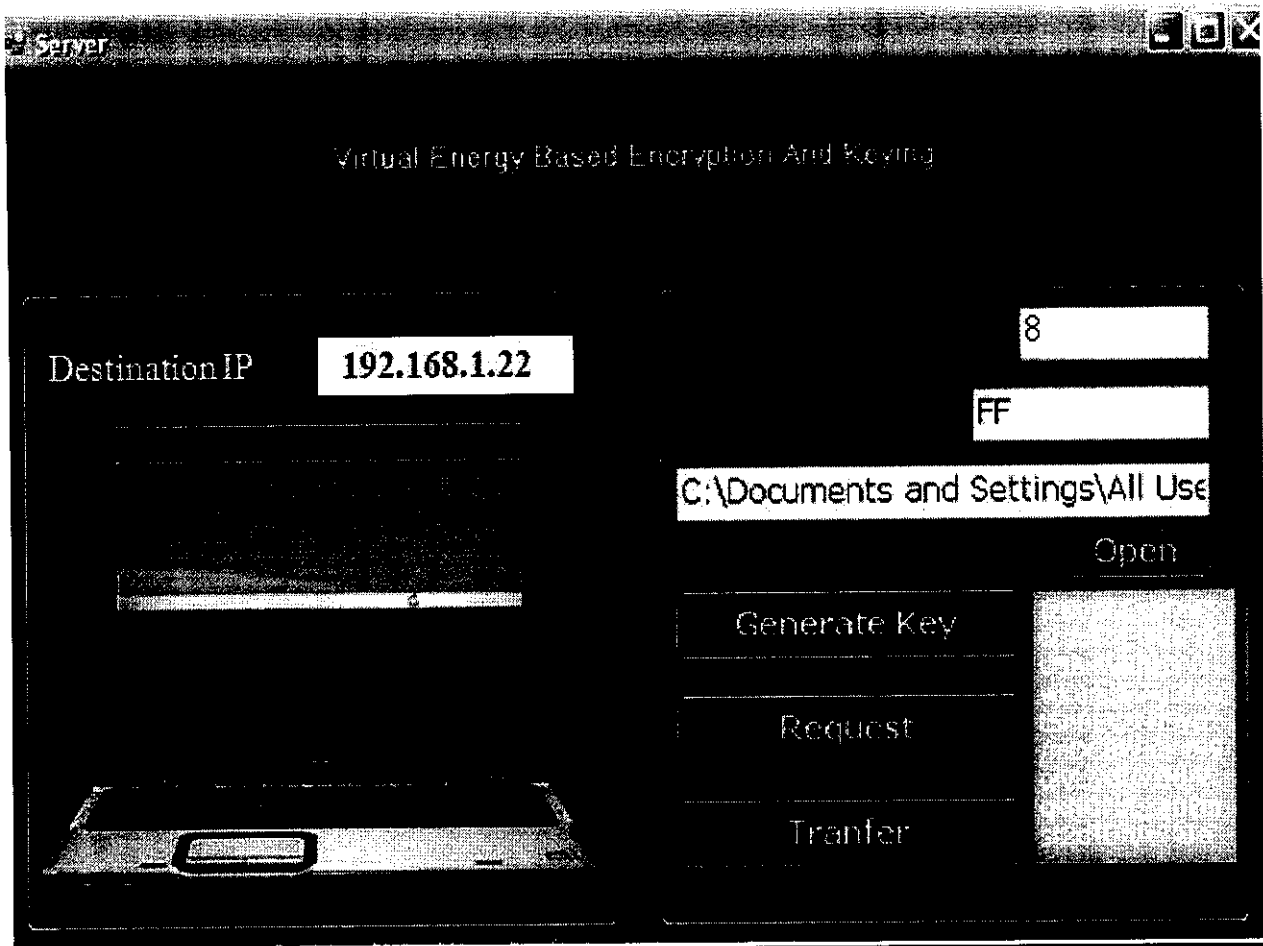 Server
Virtual Energy Based Encryption And Keying
Destination IP
192.168.1.22
8
FF
C:\Documents and Settings\All Use
Open
Generate Key
Request
Tranfer